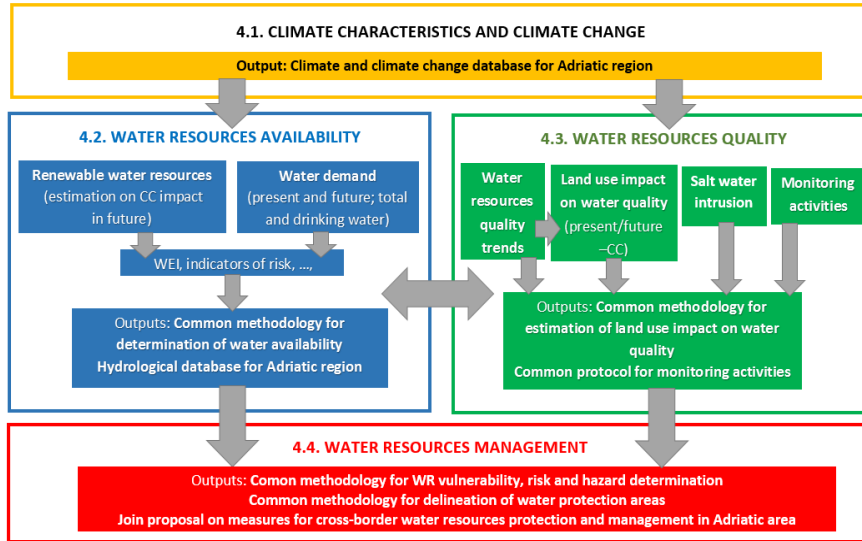 4.1. CLIMATE CHARACTERISTICS AND CLIMATE CHANGE
Output: Climate and climate change database for Adriatic region
4.2. WATER RESOURCES AVAILABILITY
Renewable water resources
(estimation on CC impact
in future)
Water demand
(present and future; total
and drinking water)
WEI, indicators of risk, ...,
Outputs: Common methodology for
determination of water availability
Hydrological database for Adriatic region
4.3. WATER RESOURCES QUALITY
Water
resources
quality
trends
Land use impact
on water quality
(present/future
–CC)
Salt water
intrusion
Monitoring
activities
Outputs: Common methodology for
estimation of land use impact on water
quality
Common protocol for monitoring activities
4.4. WATER RESOURCES MANAGEMENT
Outputs: Comon methodology for WR vulnerability, risk and hazard determination
Common methodology for delineation of water protection areas
Join proposal on measures for cross-border water resources protection and management in Adriatic area